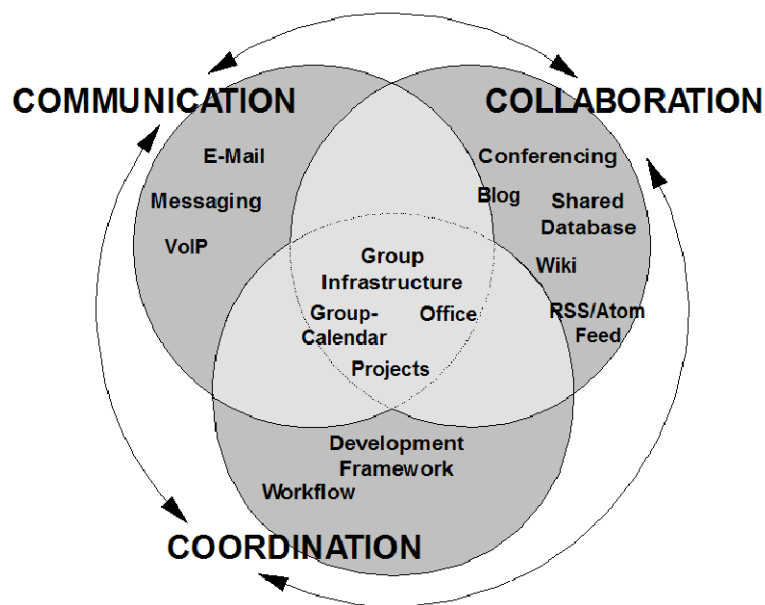 COMMUNICATION
COLLABORATION
E-Mail
Messaging
VoIP
Conferencing
Blog
Shared
Database
Wiki
RSS/Atom
Feed
Group
Infrastructure
Group-
Calendar
Office
Projects
Development
Framework
Workflow
COORDINATION